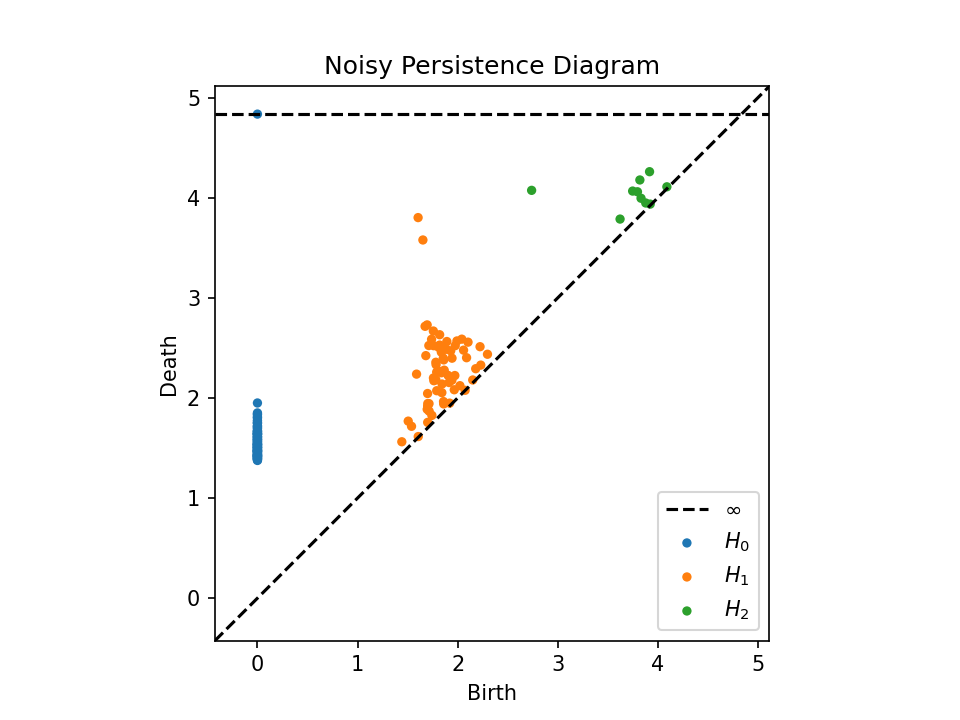 Noisy Persistence Diagram
Death
5
4
3
2
1
0
∞
H₀
H₁
H₂
0 1 2 3 4 5
Birth